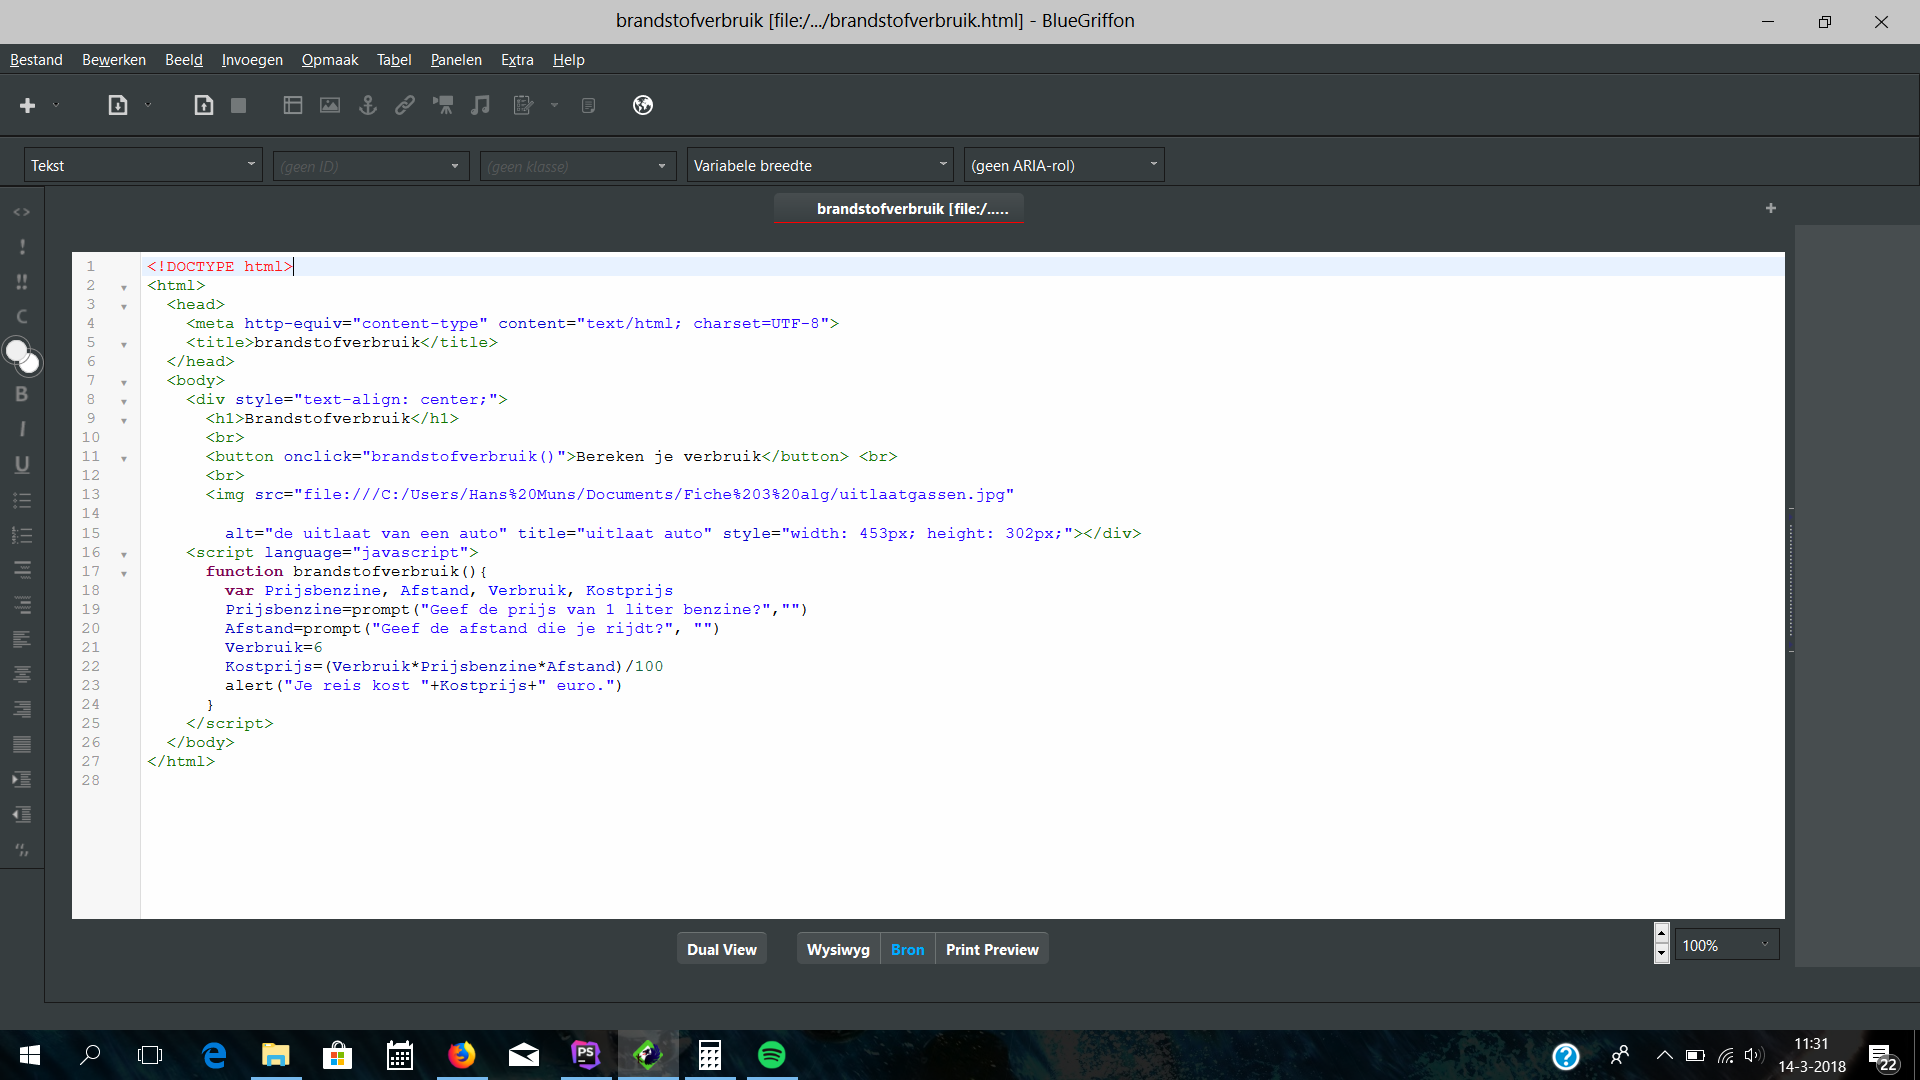 brandstofverbruik [file:/.../brandstofverbruik.html] - BlueGriffon
Bestand Bewerken Beeld Invoegen Opmaak Tabel Panelen Extra Help
Tekst (geen ID) (geen klasse) Variabele breedte (geen ARIA-rol)
brandstofverbruik [file:/.....
1 <!DOCTYPE html>
2 <html>
3 <head>
4 <meta http-equiv="content-type" content="text/html; charset=UTF-8">
5 <title>brandstofverbruik</title>
6 </head>
7 <body>
8 <div style="text-align: center;">
9 <h1>Brandstofverbruik</h1>
10 <br>
11 <button onclick="brandstofverbruik()">Bereken je verbruik</button> <br>
12 <br>
13 <img src="file:///C:/Users/Hans%20Muns/Documents/Fiche%203%20alg/uitlaatgassen.jpg"
14
15 alt="de uitlaat van een auto" title="uitlaat auto" style="width: 453px; height: 302px;"></div>
16 <script language="javascript">
17 function brandstofverbruik(){
18 var Prijsbenzine, Afstand, Verbruik, Kostprijs
19 Prijsbenzine=prompt("Geef de prijs van 1 liter benzine?","")
20 Afstand=prompt("Geef de afstand die je rijdt?", "")
21 Verbruik=6
22 Kostprijs=(Verbruik*Prijsbenzine*Afstand)/100
23 alert("Je reis kost "+Kostprijs+" euro.")
24 }
25 </script>
26 </body>
27 </html>
28
Dual View Wysiwyg Bron Print Preview 100%
11:31
14-3-2018
22